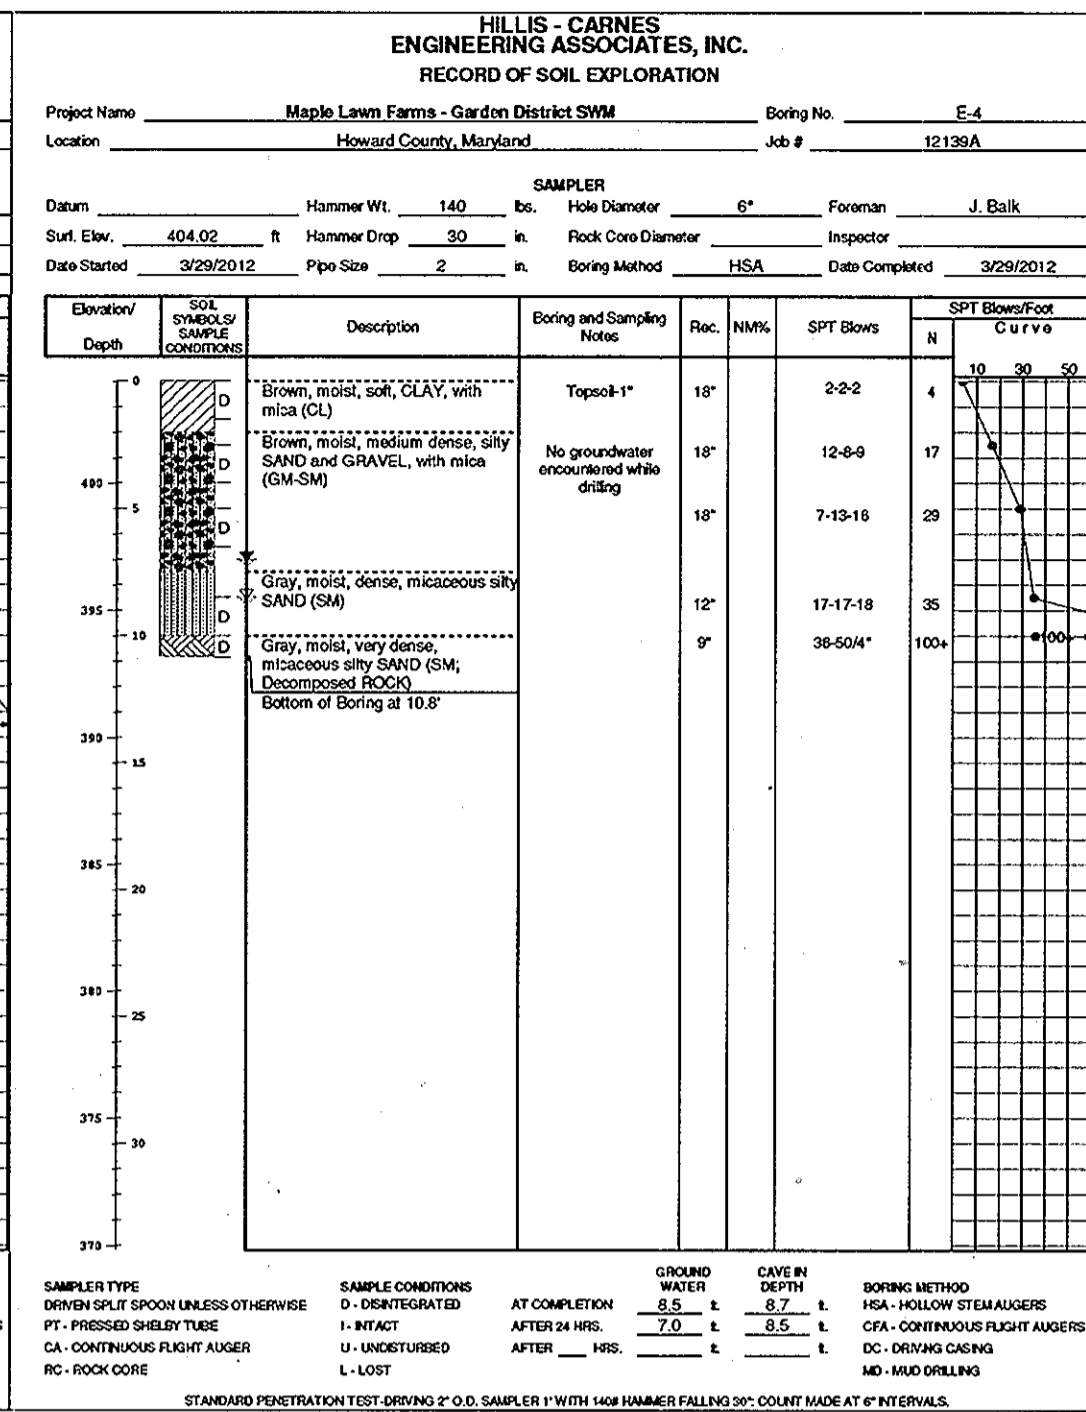 HILLIS - CARNES
ENGINEERING ASSOCIATES, INC.
RECORD OF SOIL EXPLORATION
Project Name Maple Lawn Farms - Garden District SWM Boring No. E-4
Location Howard County, Maryland Job # 12139A
SAMPLER
Datum Hammer Wt. 140 lbs. Hole Diameter 6" Foreman J. Balk
Surf. Elev. 404.02 ft Hammer Drop 30 in. Rock Core Diameter Inspector
Date Started 3/29/2012 Pipe Size 2 in. Boring Method HSA Date Completed 3/29/2012
Elevation/
Depth
SOIL
SYMBOLS/
SAMPLE
CONDITIONS
Description
Boring and Sampling
Notes
Rec.
NM%
SPT Blows
SPT Blows/Foot
N
Curve
10 30 50
0
D
Brown, moist, soft, CLAY, with
mica (CL)
Topsoil-1"
18"
2-2-2
4
D
Brown, moist, medium dense, silty
SAND and GRAVEL, with mica
(GM-SM)
No groundwater
encountered while
drilling
18"
12-8-9
17
400
5
D
18"
7-13-16
29
Gray, moist, dense, micaceous silty
SAND (SM)
395
D
12"
17-17-18
35
10
D
Gray, moist, very dense,
micaceous silty SAND (SM;
Decomposed ROCK)
9"
36-50/4"
100+
100+
Bottom of Boring at 10.8'
390
15
385
20
380
25
375
30
370
SAMPLER TYPE
DRIVEN SPLIT SPOON UNLESS OTHERWISE
PT - PRESSED SHELBY TUBE
CA - CONTINUOUS FLIGHT AUGER
RC - ROCK CORE
SAMPLE CONDITIONS
D - DISINTEGRATED
I - INTACT
U - UNDISTURBED
L - LOST
GROUND
WATER
CAVE IN
DEPTH
AT COMPLETION 8.5 ft. 8.7 ft.
AFTER 24 HRS. 7.0 ft. 8.5 ft.
AFTER ___ HRS. ft. ft.
BORING METHOD
HSA - HOLLOW STEM AUGERS
CFA - CONTINUOUS FLIGHT AUGERS
DC - DRIVING CASING
MD - MUD DRILLING
STANDARD PENETRATION TEST-DRIVING 2" O.D. SAMPLER 1' WITH 140# HAMMER FALLING 30": COUNT MADE AT 6" INTERVALS.